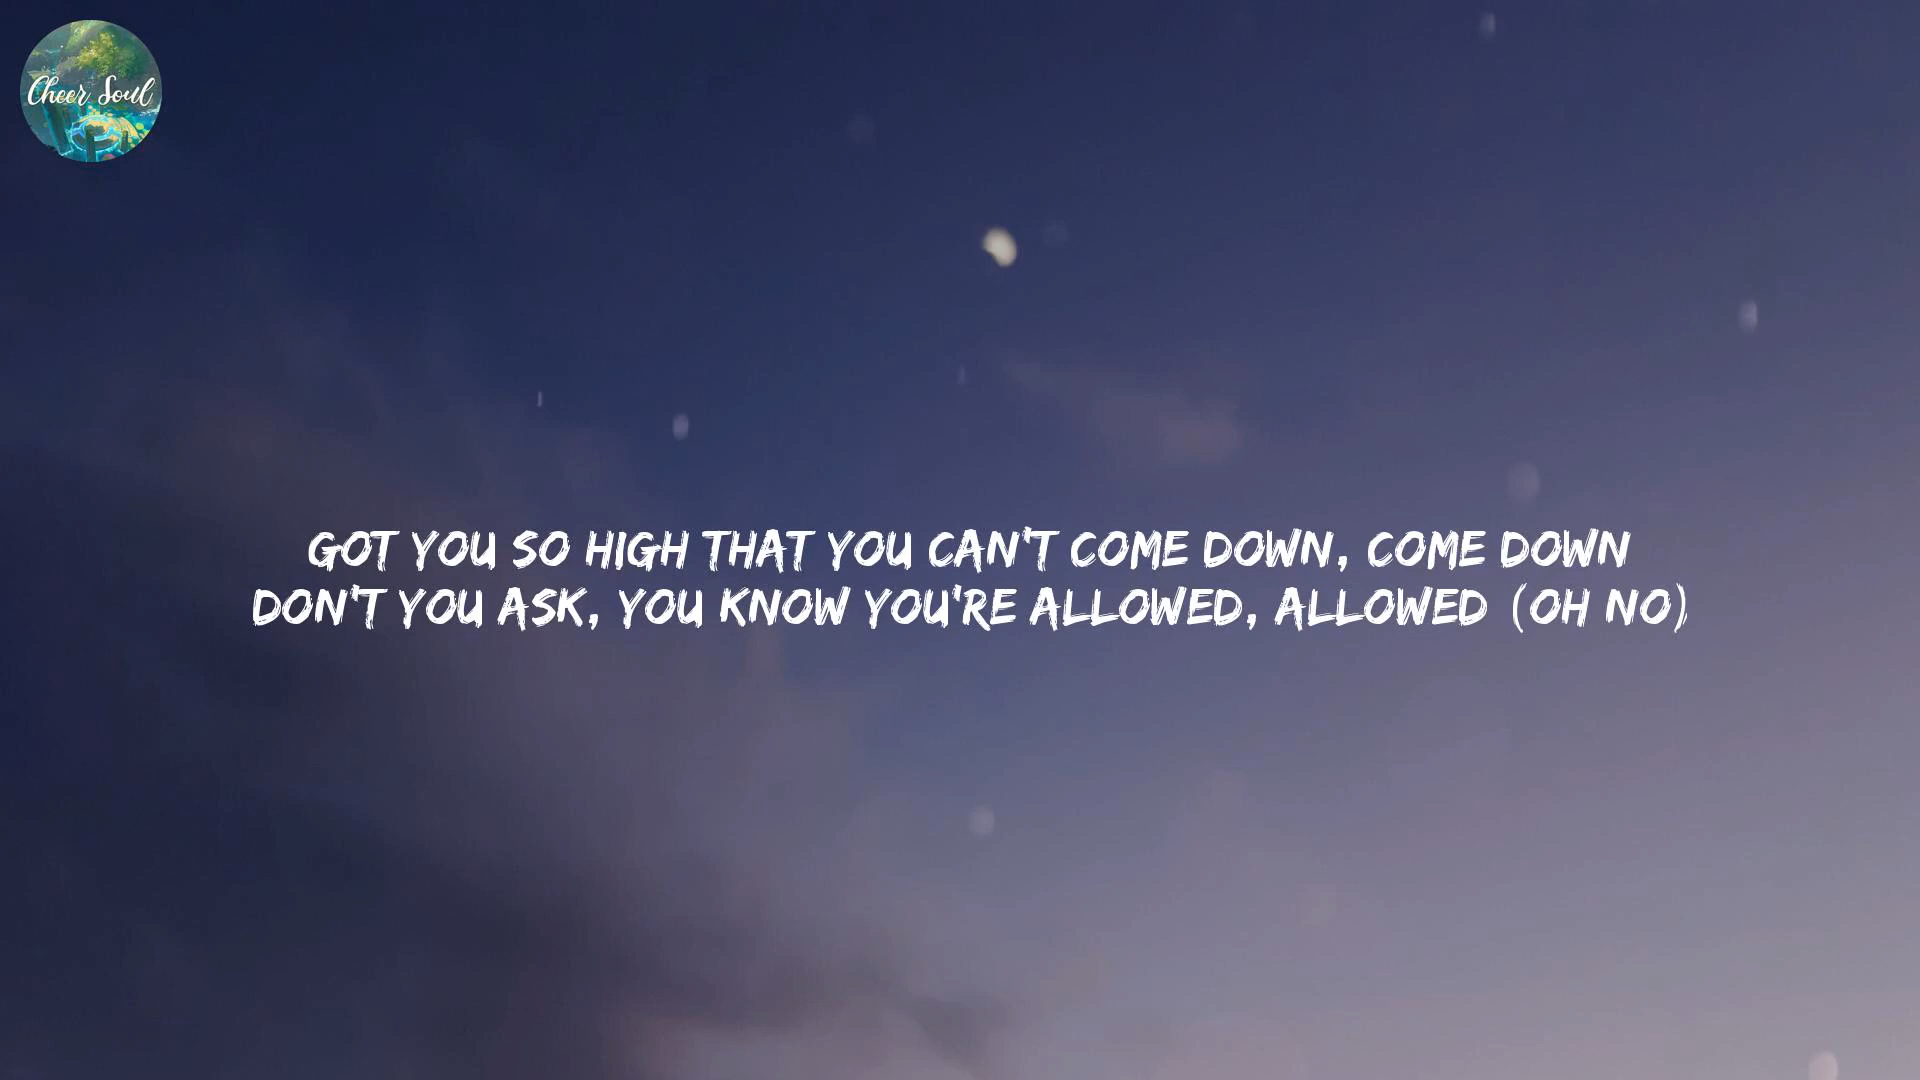 Cheer Soul
GOT YOU SO HIGH THAT YOU CAN'T COME DOWN, COME DOWN
DON'T YOU ASK, YOU KNOW YOU'RE ALLOWED, ALLOWED (OH NO)